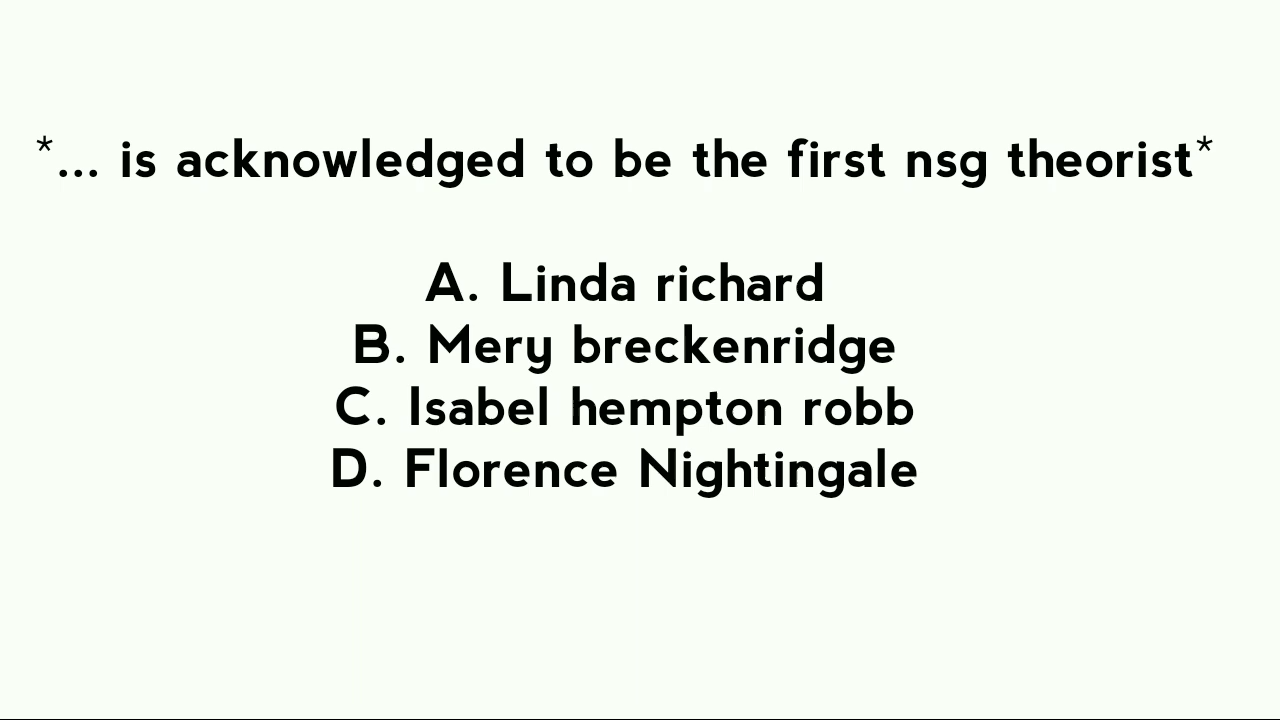 *... is acknowledged to be the first nsg theorist*
A. Linda richard
B. Mery breckenridge
C. Isabel hempton robb
D. Florence Nightingale